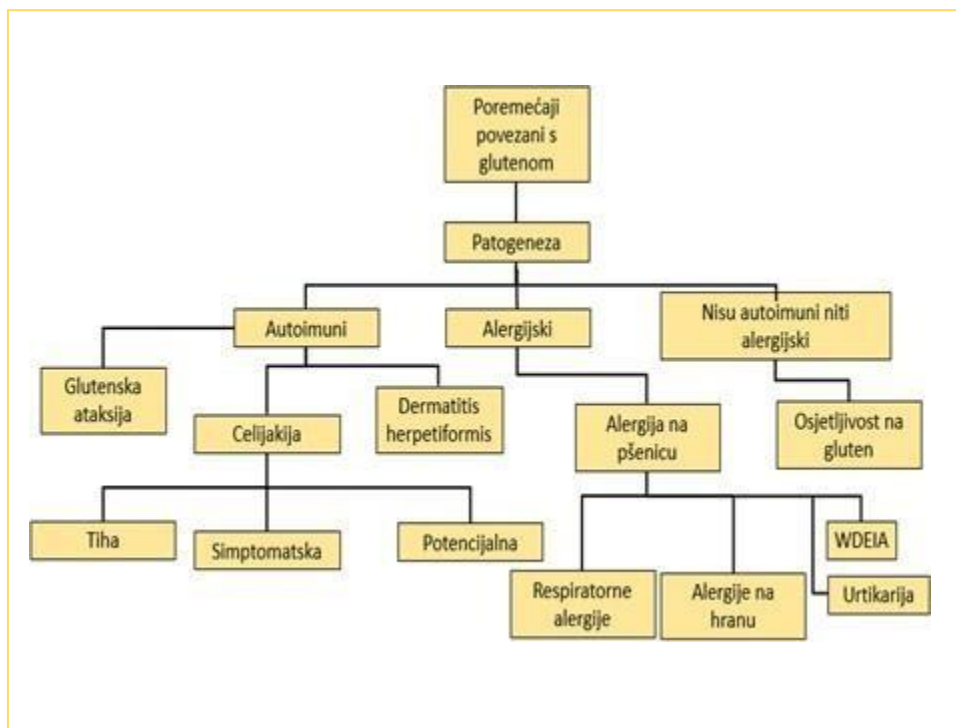 Poremećaji
povezani s
glutenom
Patogeneza
Autoimuni
Alergijski
Nisu autoimuni niti
alergijski
Glutenska
ataksija
Celijakija
Dermatitis
herpetiformis
Alergija na
pšenicu
Osjetljivost na
gluten
Tiha
Simptomatska
Potencijalna
Respiratorne
alergije
Alergije na
hranu
WDEIA
Urtikarija